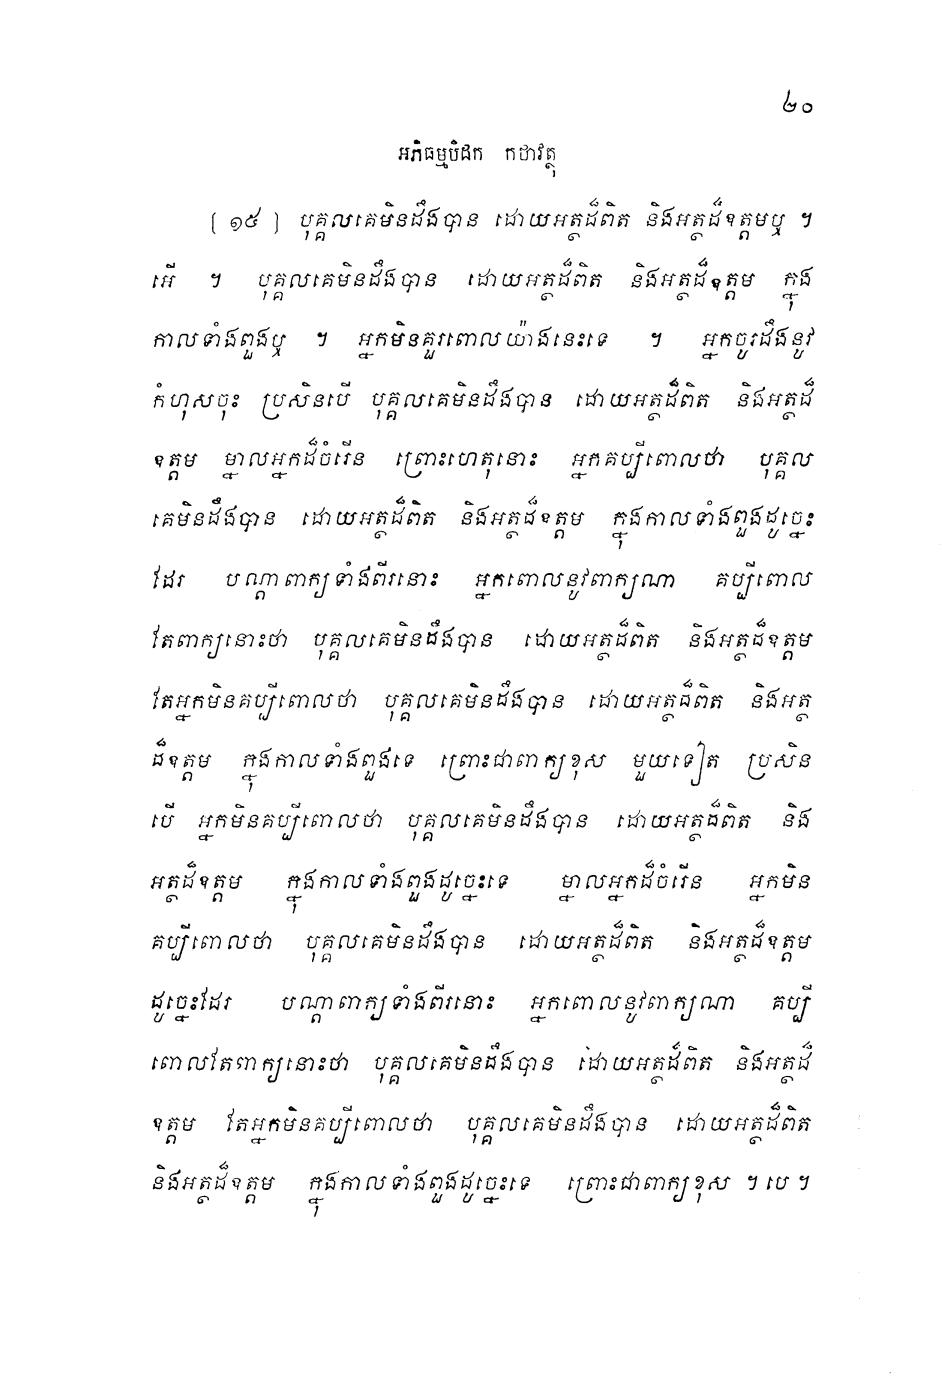 ២០
អភិធម្មបិដក កថាវត្ថុ
[ ១៥ ] បុគ្គលគេមិនដឹងបាន ដោយអត្ថដ៏ពិត និងអត្ថដ៏ឧត្តមឬ ។
អើ ។ បុគ្គលគេមិនដឹងបាន ដោយអត្ថដ៏ពិត និងអត្ថដ៏ឧត្តម ក្នុង
កាលទាំងពួងឬ ។ អ្នកមិនគួរពោលយ៉ាងនេះទេ ។ អ្នកចូរដឹងនូវ
កំហុសចុះ ប្រសិនបើ បុគ្គលគេមិនដឹងបាន ដោយអត្ថដ៏ពិត និងអត្ថដ៏
ឧត្តម ម្នាលអ្នកដ៏ចំរើន ព្រោះហេតុនោះ អ្នកគប្បីពោលថា បុគ្គល
គេមិនដឹងបាន ដោយអត្ថដ៏ពិត និងអត្ថដ៏ឧត្តម ក្នុងកាលទាំងពួងដូច្នេះ
ដែរ បណ្តាពាក្យទាំងពីរនោះ អ្នកពោលនូវពាក្យណា គប្បីពោល
តែពាក្យនោះថា បុគ្គលគេមិនដឹងបាន ដោយអត្ថដ៏ពិត និងអត្ថដ៏ឧត្តម
តែអ្នកមិនគប្បីពោលថា បុគ្គលគេមិនដឹងបាន ដោយអត្ថដ៏ពិត និងអត្ថ
ដ៏ឧត្តម ក្នុងកាលទាំងពួងទេ ព្រោះជាពាក្យខុស មួយទៀត ប្រសិន
បើ អ្នកមិនគប្បីពោលថា បុគ្គលគេមិនដឹងបាន ដោយអត្ថដ៏ពិត និង
អត្ថដ៏ឧត្តម ក្នុងកាលទាំងពួងដូច្នេះទេ ម្នាលអ្នកដ៏ចំរើន អ្នកមិន
គប្បីពោលថា បុគ្គលគេមិនដឹងបាន ដោយអត្ថដ៏ពិត និងអត្ថដ៏ឧត្តម
ដូច្នេះដែរ បណ្តាពាក្យទាំងពីរនោះ អ្នកពោលនូវពាក្យណា គប្បី
ពោលតែពាក្យនោះថា បុគ្គលគេមិនដឹងបាន ដោយអត្ថដ៏ពិត និងអត្ថដ៏
ឧត្តម តែអ្នកមិនគប្បីពោលថា បុគ្គលគេមិនដឹងបាន ដោយអត្ថដ៏ពិត
និងអត្ថដ៏ឧត្តម ក្នុងកាលទាំងពួងដូច្នេះទេ ព្រោះជាពាក្យខុស ។ បេ ។